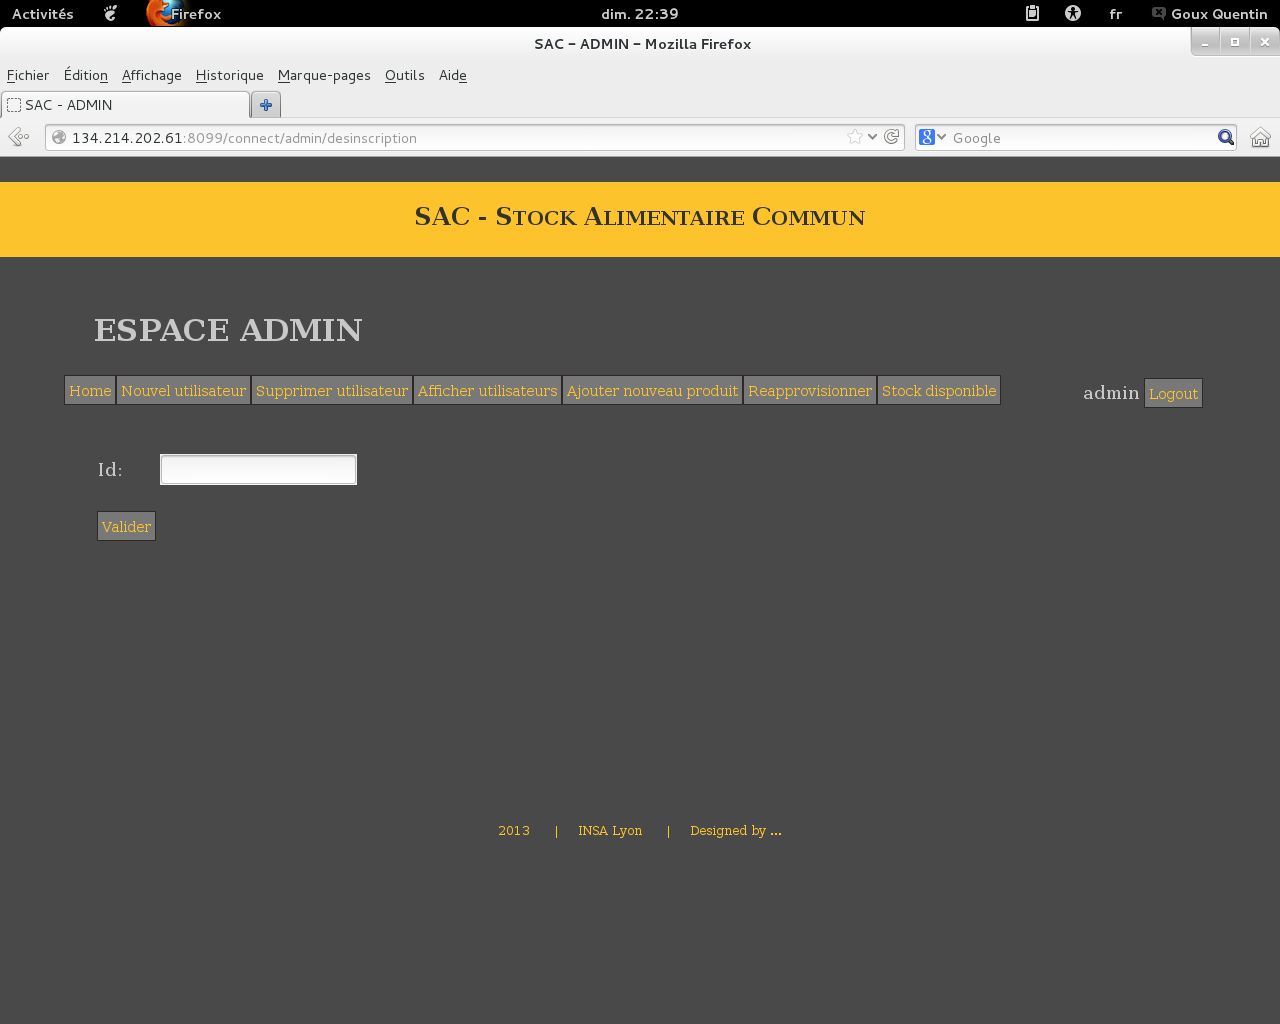 Activités Firefox dim. 22:39 fr Goux Quentin
SAC – ADMIN – Mozilla Firefox
Fichier Édition Affichage Historique Marque-pages Outils Aide
SAC - ADMIN
134.214.202.61:8099/connect/admin/desinscription Google
SAC - Stock Alimentaire Commun
ESPACE ADMIN
Home Nouvel utilisateur Supprimer utilisateur Afficher utilisateurs Ajouter nouveau produit Reapprovisionner Stock disponible admin Logout
Id:
Valider
2013 | INSA Lyon | Designed by ...